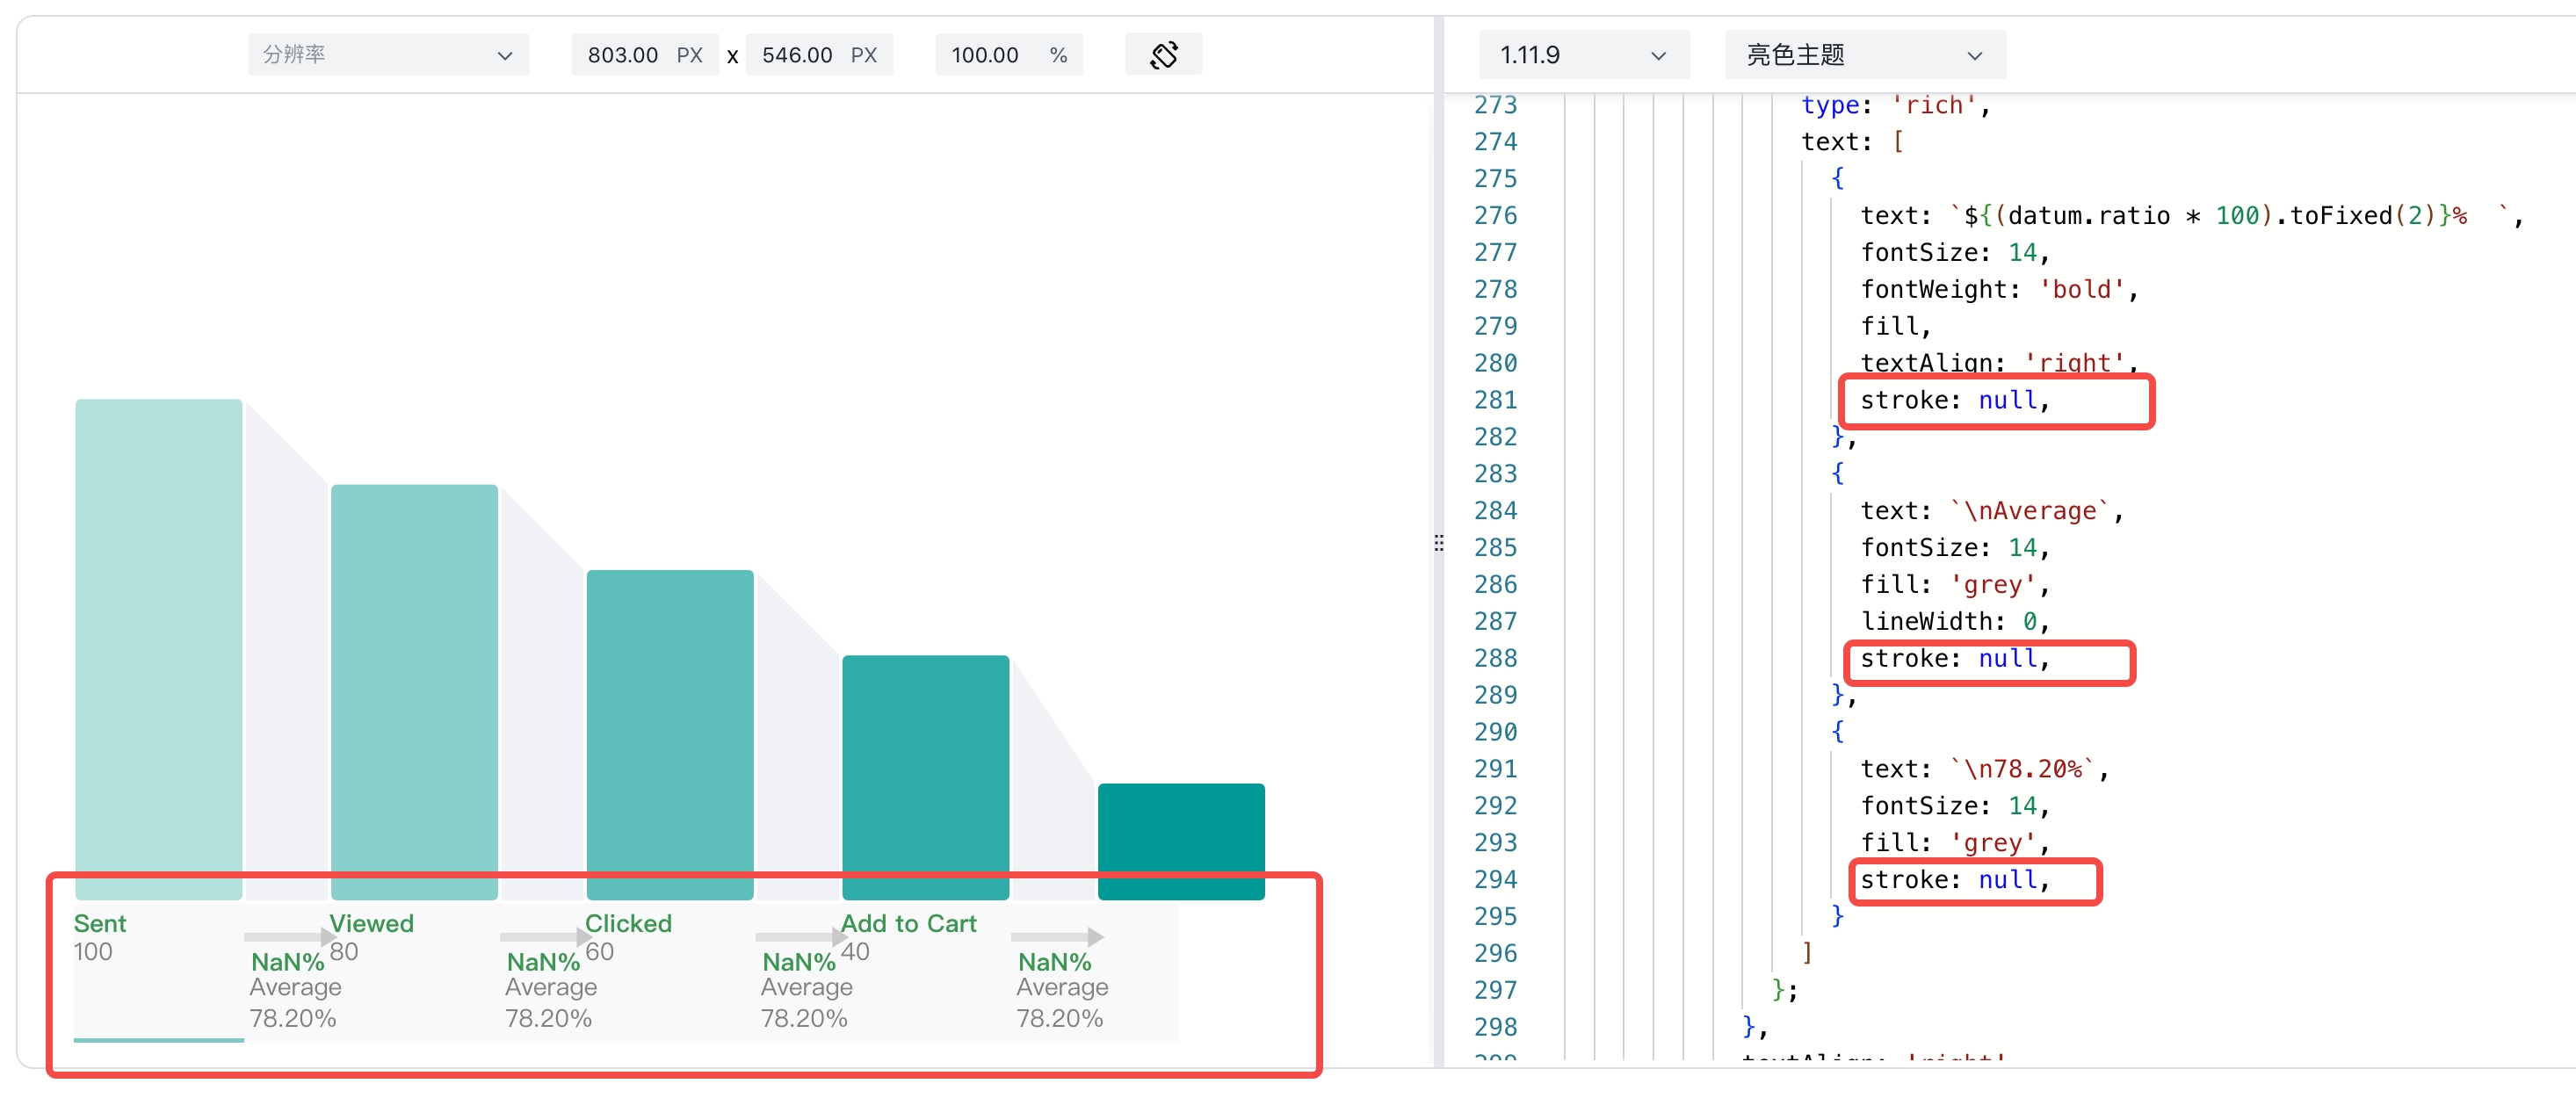 分辨率
803.00 PX x 546.00 PX
100.00 %
1.11.9
亮色主题
Sent
100
Viewed
80
Clicked
60
Add to Cart
40
NaN%
Average
78.20%
NaN%
Average
78.20%
NaN%
Average
78.20%
NaN%
Average
78.20%
273 type: 'rich',
274 text: [
275 {
276 text: `${(datum.ratio * 100).toFixed(2)}%  `,
277 fontSize: 14,
278 fontWeight: 'bold',
279 fill,
280 textAlign: 'right',
281 stroke: null,
282 },
283 {
284 text: `\nAverage`,
285 fontSize: 14,
286 fill: 'grey',
287 lineWidth: 0,
288 stroke: null,
289 },
290 {
291 text: `\n78.20%`,
292 fontSize: 14,
293 fill: 'grey',
294 stroke: null,
295 }
296 ]
297 };
298 },
299 textAlign: 'right'